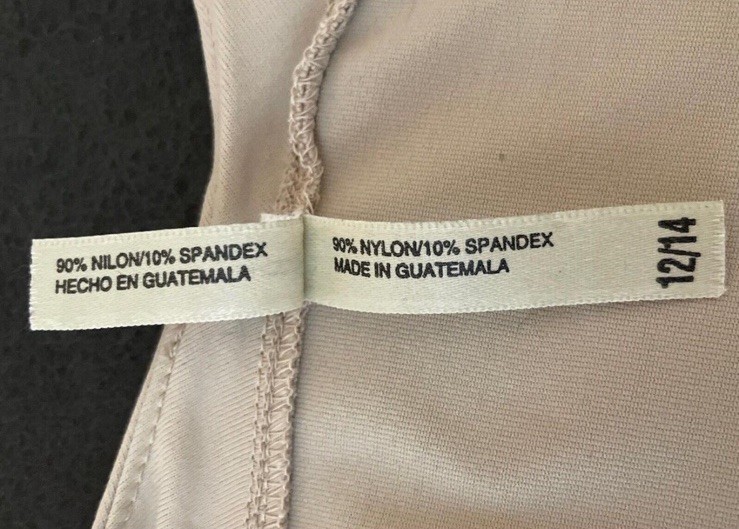 90% NILON/10% SPANDEX
HECHO EN GUATEMALA
90% NYLON/10% SPANDEX
MADE IN GUATEMALA
12/14